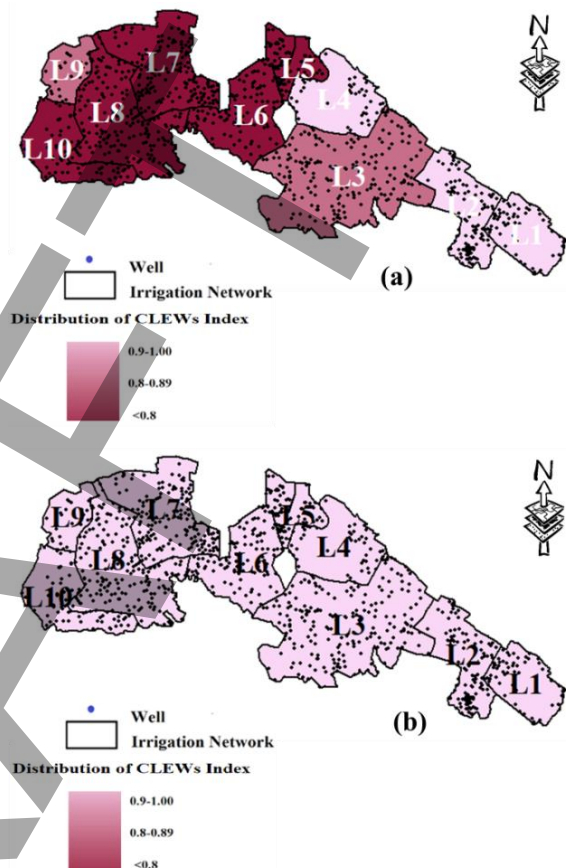 N
L9
L7
L5
L4
L8
L6
L10
L3
L2
L1
(a)
Well
Irrigation Network
Distribution of CLEWs Index
0.9-1.00
0.8-0.89
<0.8
N
L9
L7
L5
L4
L8
L6
L10
L3
L2
L1
(b)
Well
Irrigation Network
Distribution of CLEWs Index
0.9-1.00
0.8-0.89
<0.8